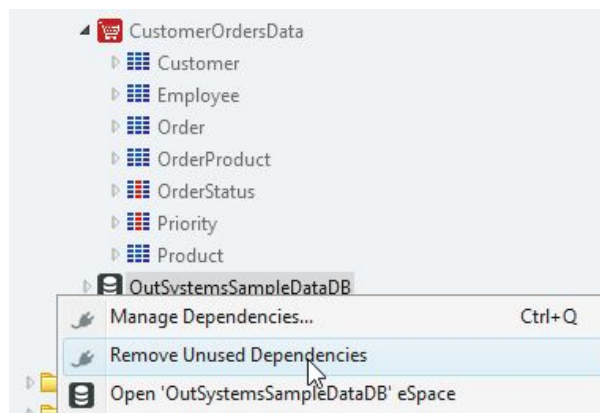 CustomerOrdersData
Customer
Employee
Order
OrderProduct
OrderStatus
Priority
Product
OutSystemsSampleDataDB
Manage Dependencies... Ctrl+Q
Remove Unused Dependencies
Open 'OutSystemsSampleDataDB' eSpace